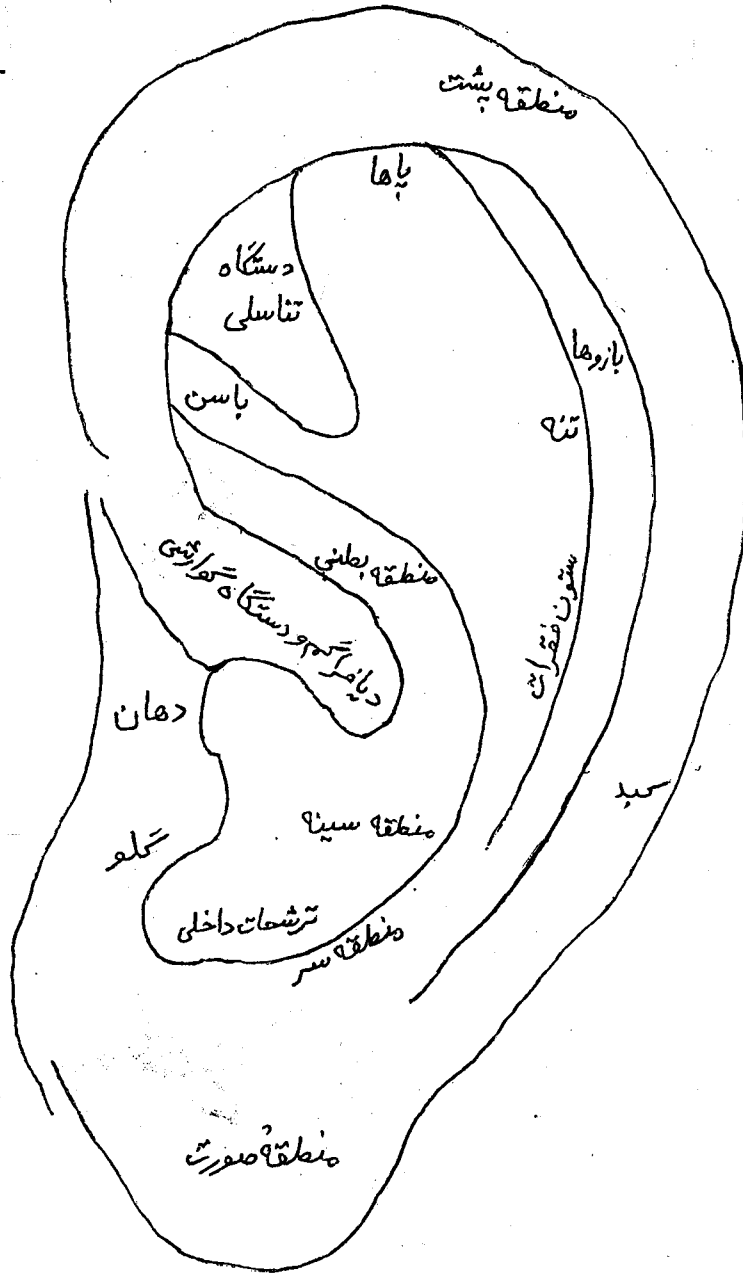 منطقه پشت
پاها
دستگاه
تناسلی
بازوها
باسن
تنه
منطقه بطنی
دیافراگم و دستگاه گوارشی
ستون فقرات
دهان
کبد
منطقه سینه
گلو
ترشحات داخلی
منطقه سر
منطقهٔ صورت